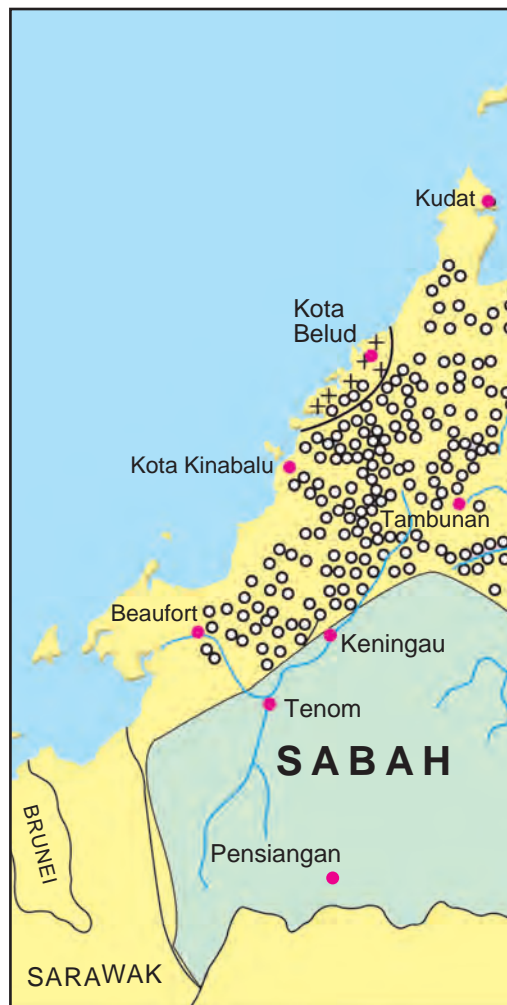 Kudat
Kota
Belud
Kota Kinabalu
Tambunan
Beaufort
Keningau
Tenom
SABAH
BRUNEI
Pensiangan
SARAWAK